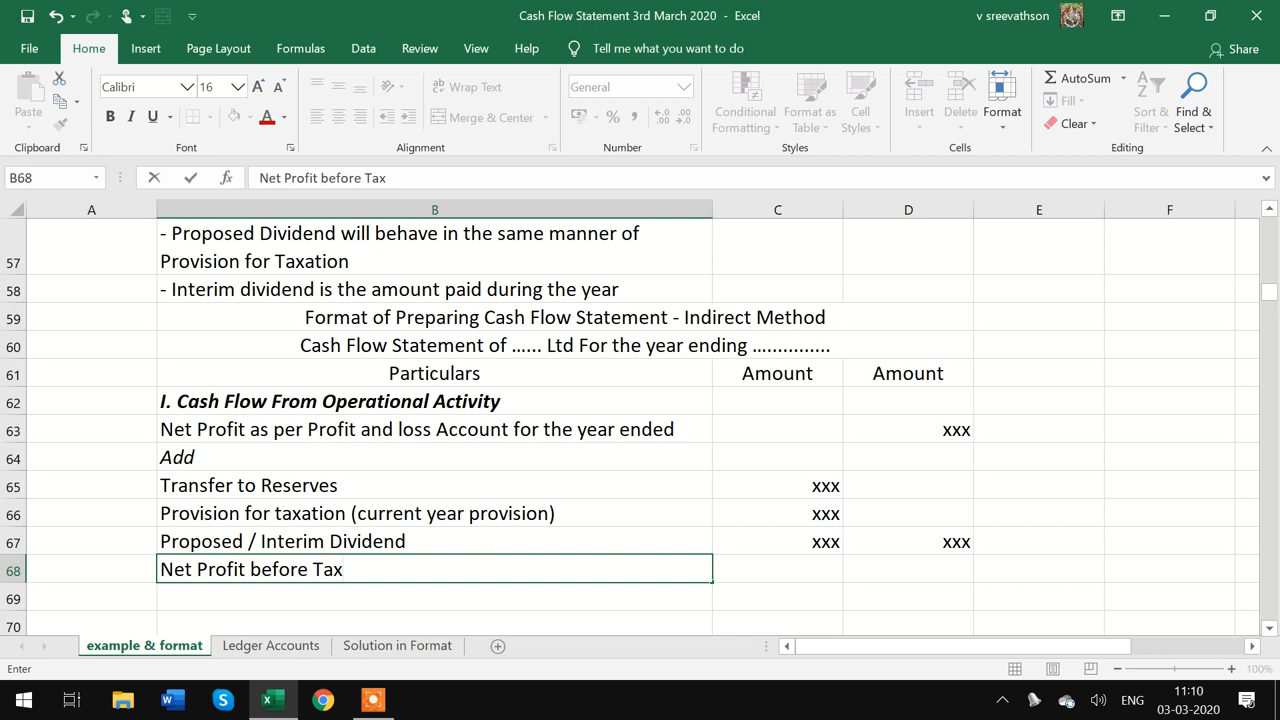 Cash Flow Statement 3rd March 2020 - Excel
v sreevathson
File Home Insert Page Layout Formulas Data Review View Help Tell me what you want to do Share
Paste
Clipboard
Calibri 16
A A
B I U A
Font
ab Wrap Text
Merge & Center
Alignment
General
% ,
Number
Conditional Formatting
Format as Table
Cell Styles
Styles
Insert Delete Format
Cells
Σ AutoSum
Fill
Clear
Sort & Filter
Find & Select
Editing
B68 fx Net Profit before Tax
A B C D E F
57 - Proposed Dividend will behave in the same manner of
Provision for Taxation
58 - Interim dividend is the amount paid during the year
59 Format of Preparing Cash Flow Statement - Indirect Method
60 Cash Flow Statement of ...... Ltd For the year ending ...............
61 Particulars Amount Amount
62 I. Cash Flow From Operational Activity
63 Net Profit as per Profit and loss Account for the year ended xxx
64 Add
65 Transfer to Reserves xxx
66 Provision for taxation (current year provision) xxx
67 Proposed / Interim Dividend xxx xxx
68 Net Profit before Tax
69
70
example & format Ledger Accounts Solution in Format
Enter 100%
ENG 11:10
03-03-2020